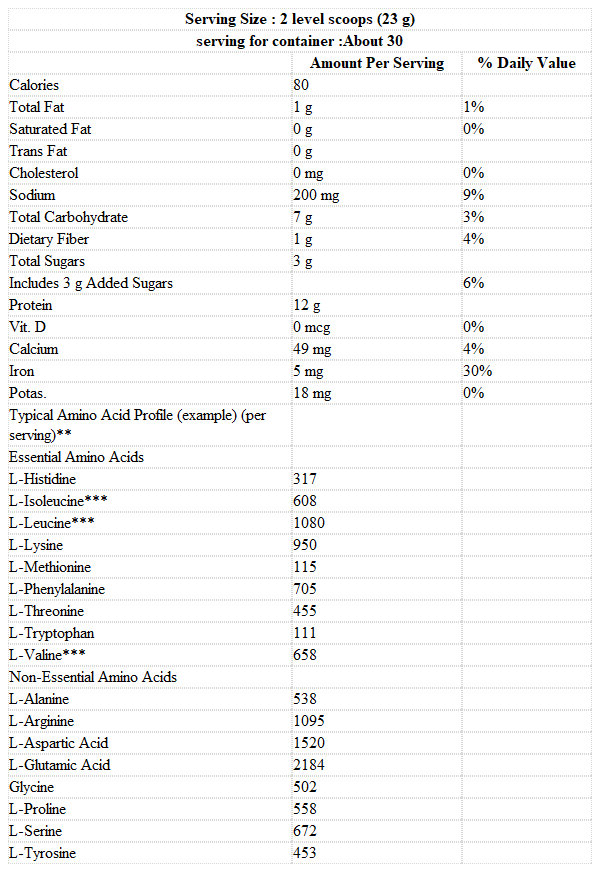 Serving Size : 2 level scoops (23 g)
serving for container :About 30
Amount Per Serving % Daily Value
Calories 80
Total Fat 1 g 1%
Saturated Fat 0 g 0%
Trans Fat 0 g
Cholesterol 0 mg 0%
Sodium 200 mg 9%
Total Carbohydrate 7 g 3%
Dietary Fiber 1 g 4%
Total Sugars 3 g
Includes 3 g Added Sugars 6%
Protein 12 g
Vit. D 0 mcg 0%
Calcium 49 mg 4%
Iron 5 mg 30%
Potas. 18 mg 0%
Typical Amino Acid Profile (example) (per
serving)**
Essential Amino Acids
L-Histidine 317
L-Isoleucine*** 608
L-Leucine*** 1080
L-Lysine 950
L-Methionine 115
L-Phenylalanine 705
L-Threonine 455
L-Tryptophan 111
L-Valine*** 658
Non-Essential Amino Acids
L-Alanine 538
L-Arginine 1095
L-Aspartic Acid 1520
L-Glutamic Acid 2184
Glycine 502
L-Proline 558
L-Serine 672
L-Tyrosine 453